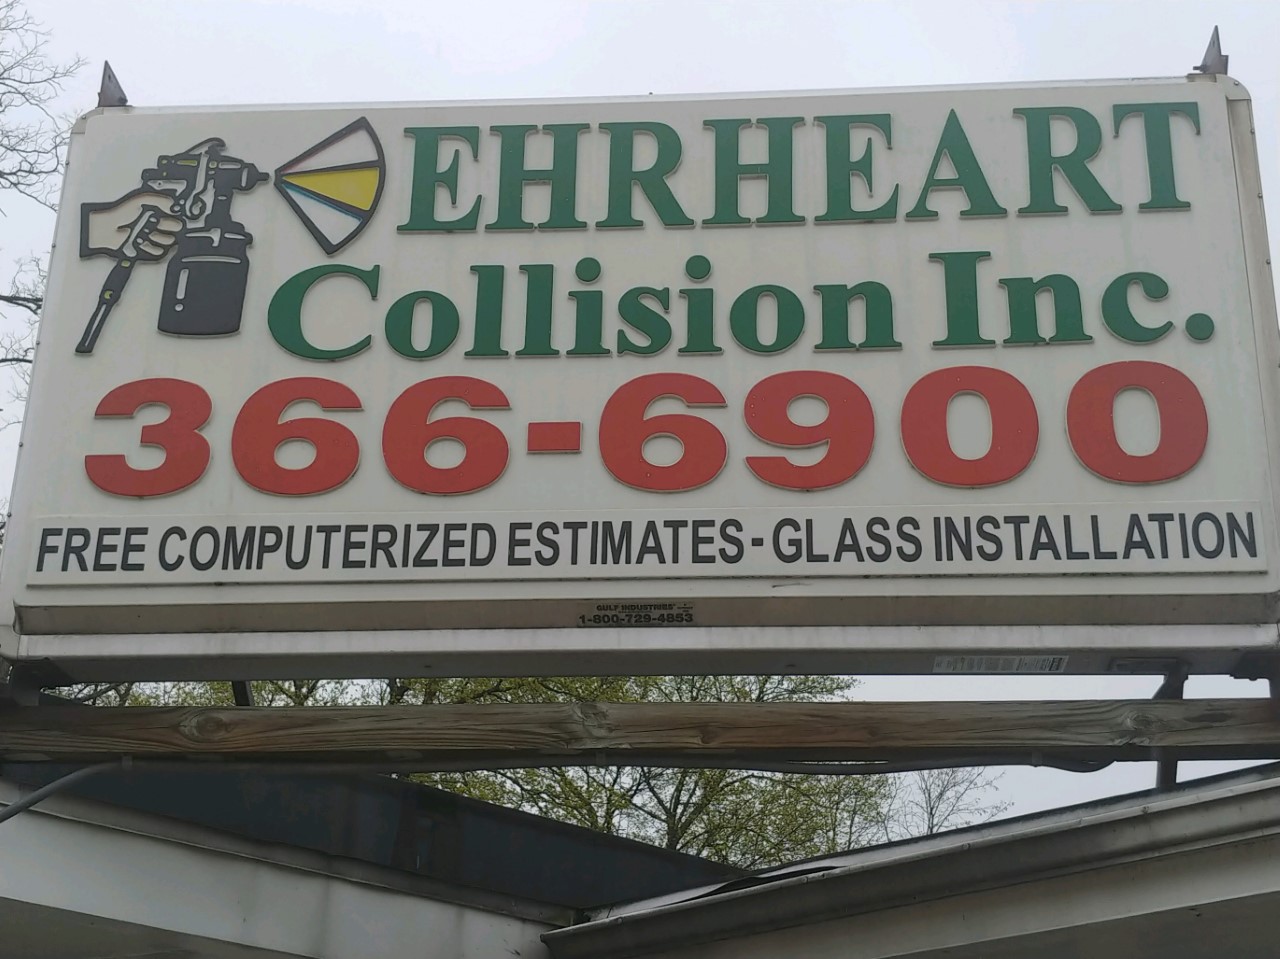 EHRHEART
Collision Inc.
366-6900
FREE COMPUTERIZED ESTIMATES - GLASS INSTALLATION
GULF INDUSTRIES
1-800-729-4853